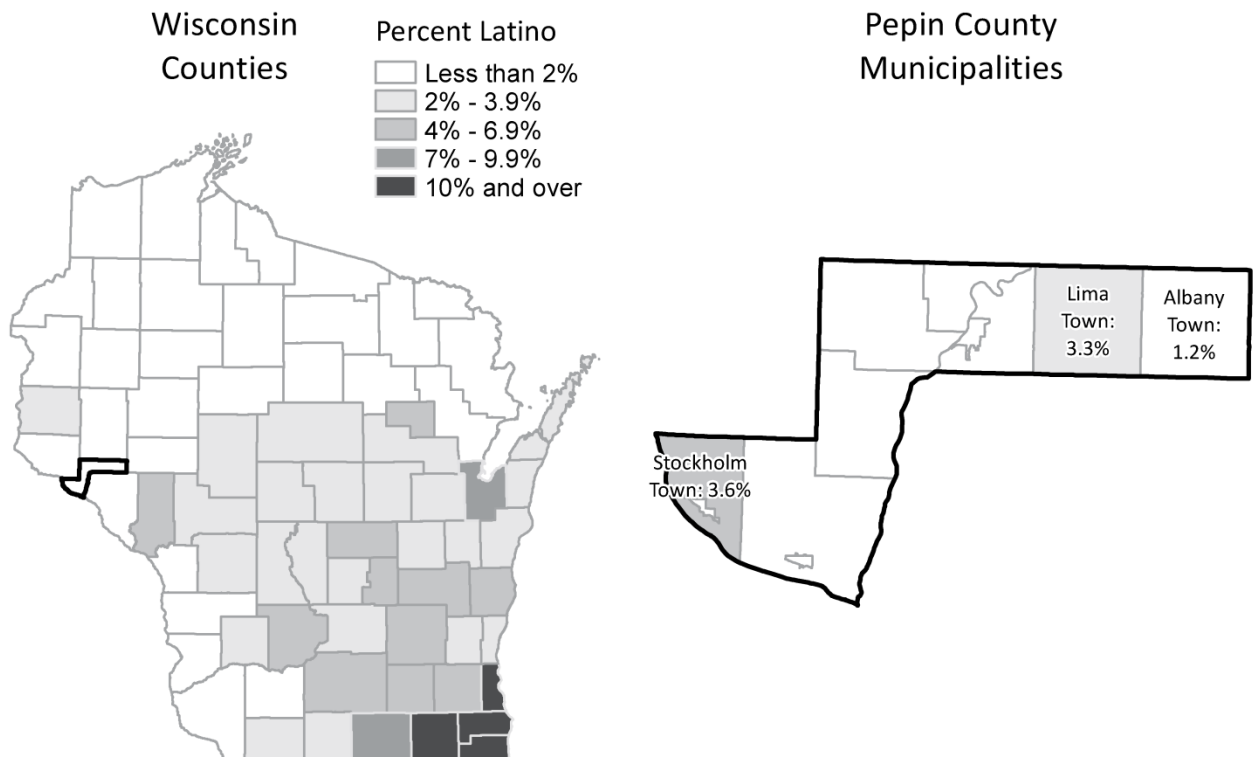 Wisconsin
Counties
Percent Latino
Less than 2%
2% - 3.9%
4% - 6.9%
7% - 9.9%
10% and over
Pepin County
Municipalities
Lima
Town:
3.3%
Albany
Town:
1.2%
Stockholm
Town: 3.6%